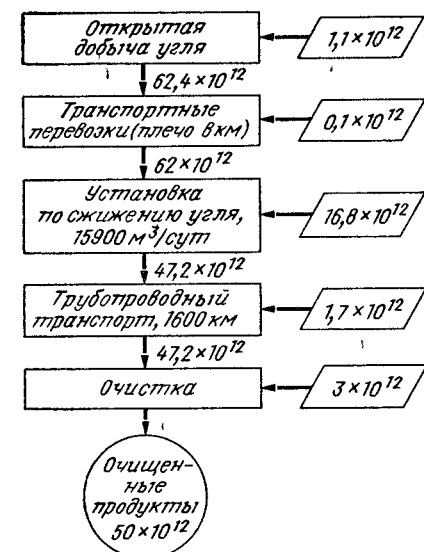 Открытая
добыча угля
1,1×10¹²
62,4×10¹²
Транспортные
перевозки (плечо 8 км)
0,1×10¹²
62×10¹²
Установка
по сжижению угля,
15900 м³/сут
16,8×10¹²
47,2×10¹²
Трубопроводный
транспорт, 1600 км
1,7×10¹²
47,2×10¹²
Очистка
3×10¹²
Очищен-
ные
продукты
50×10¹²